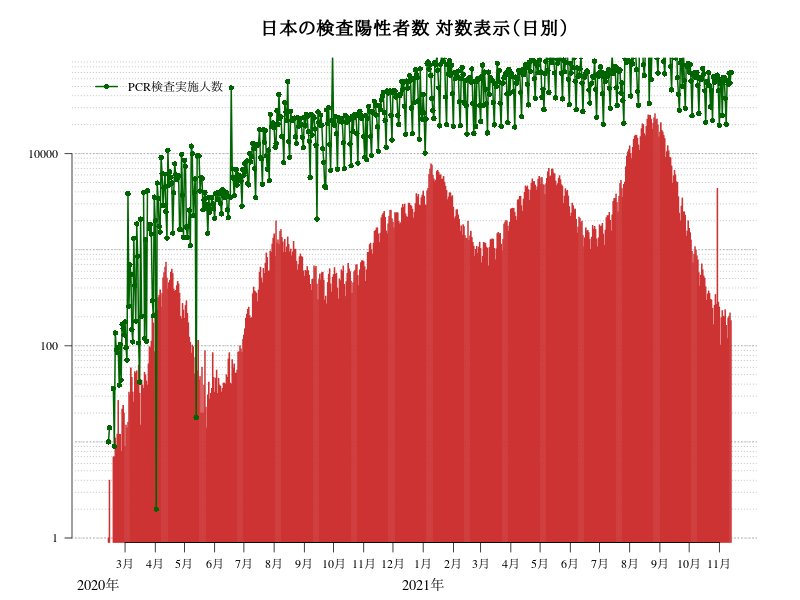 日本の検査陽性者数 対数表示（日別）
PCR検査実施人数
10000
100
1
3月 4月 5月 6月 7月 8月 9月 10月 11月 12月 1月 2月 3月 4月 5月 6月 7月 8月 9月 10月 11月
2020年 2021年